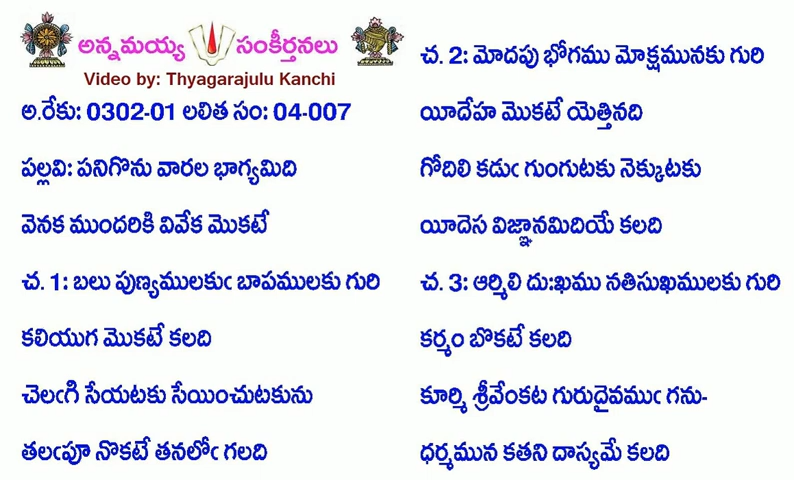 అన్నమయ్య సంకీర్తనలు
Video by: Thyagarajulu Kanchi
అ.రేకు: 0302-01 లలిత సం: 04-007
పల్లవి: పనిగొను వారల భాగ్యమిది
వెనక ముందరికి వివేక మొకటే
చ. 1: బలు పుణ్యములకుఁ బాపములకు గురి
కలియుగ మొకటే కలది
చెలఁగి సేయటకు సేయించుటకును
తలఁపూ నొకటే తనలోఁ గలది
చ. 2: మోదపు భోగము మోక్షమునకు గురి
యీదేహ మొకటే యెత్తినది
గోదిలి కడుఁ గుంగుటకు నెక్కుటకు
యీదెస విజ్ఞానమిదియే కలది
చ. 3: ఆర్మిలి దు:ఖము నతిసుఖములకు గురి
కర్మం బొకటే కలది
కూర్మి శ్రీవేంకట గురుదైవముఁ గను-
ధర్మమున కతని దాస్యమే కలది